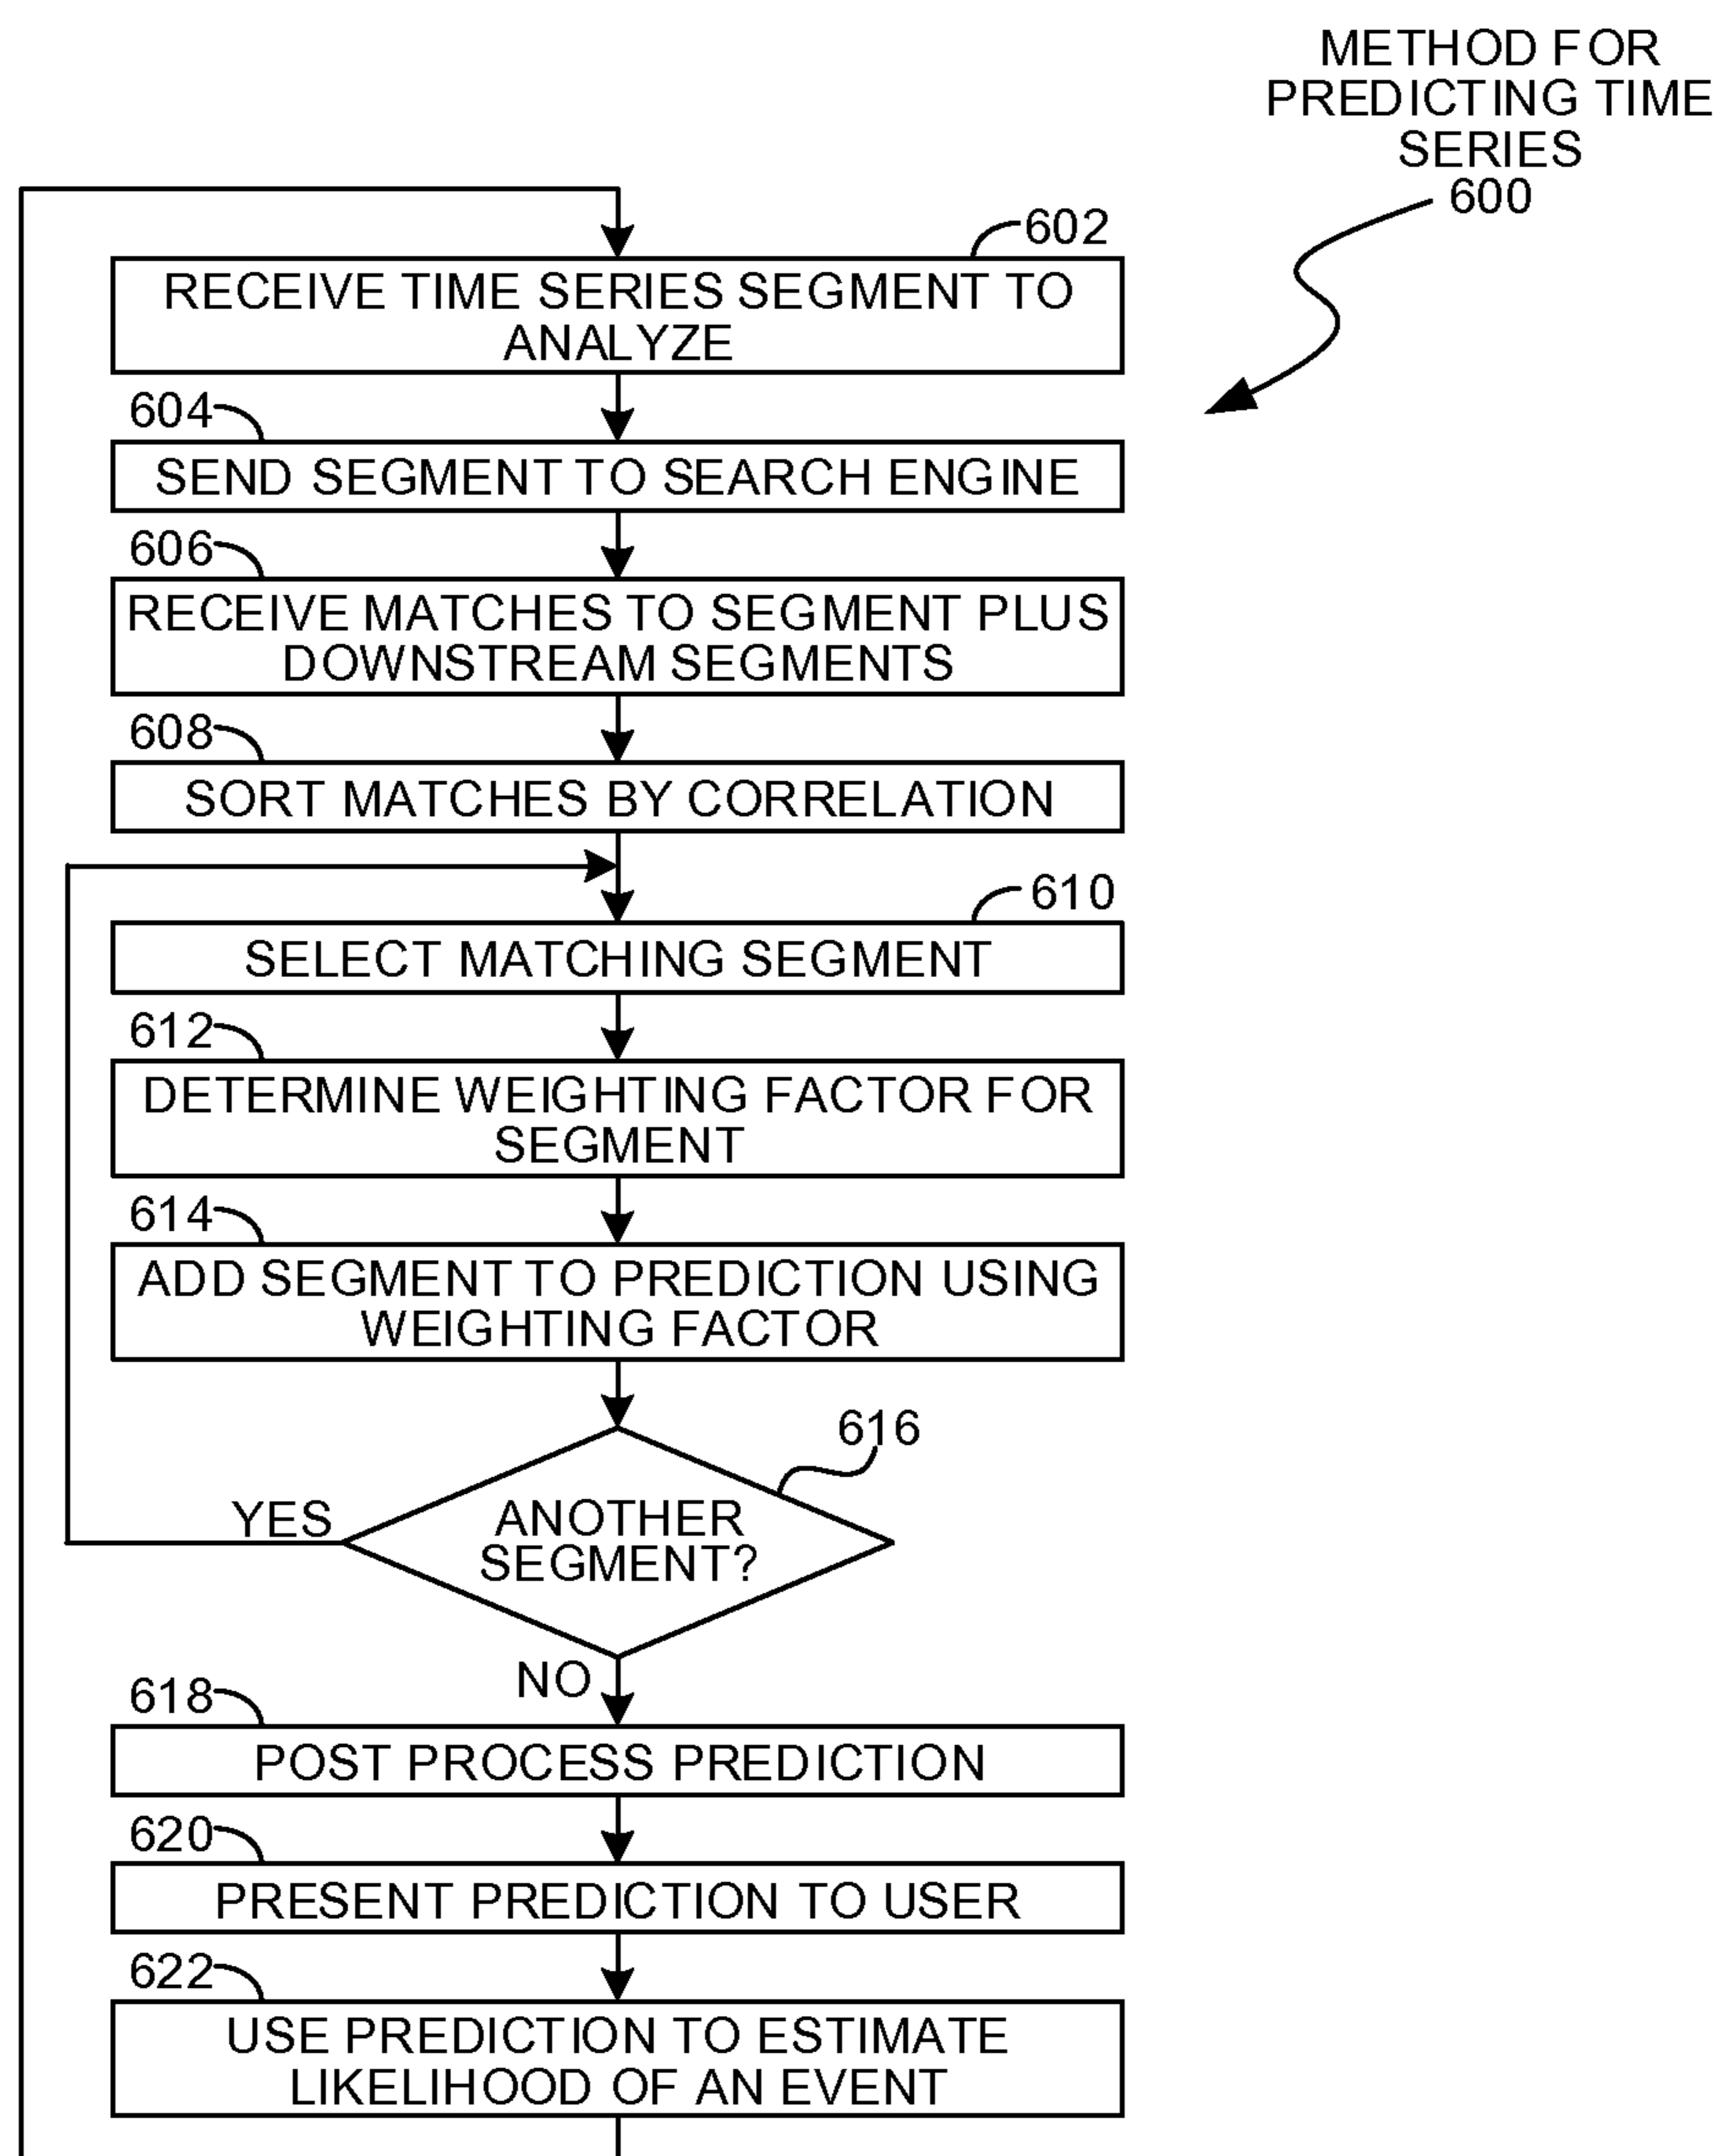 METHOD FOR
PREDICTING TIME
SERIES
600
602
RECEIVE TIME SERIES SEGMENT TO
ANALYZE
604
SEND SEGMENT TO SEARCH ENGINE
606
RECEIVE MATCHES TO SEGMENT PLUS
DOWNSTREAM SEGMENTS
608
SORT MATCHES BY CORRELATION
610
SELECT MATCHING SEGMENT
612
DETERMINE WEIGHTING FACTOR FOR
SEGMENT
614
ADD SEGMENT TO PREDICTION USING
WEIGHTING FACTOR
616
YES
ANOTHER
SEGMENT?
NO
618
POST PROCESS PREDICTION
620
PRESENT PREDICTION TO USER
622
USE PREDICTION TO ESTIMATE
LIKELIHOOD OF AN EVENT